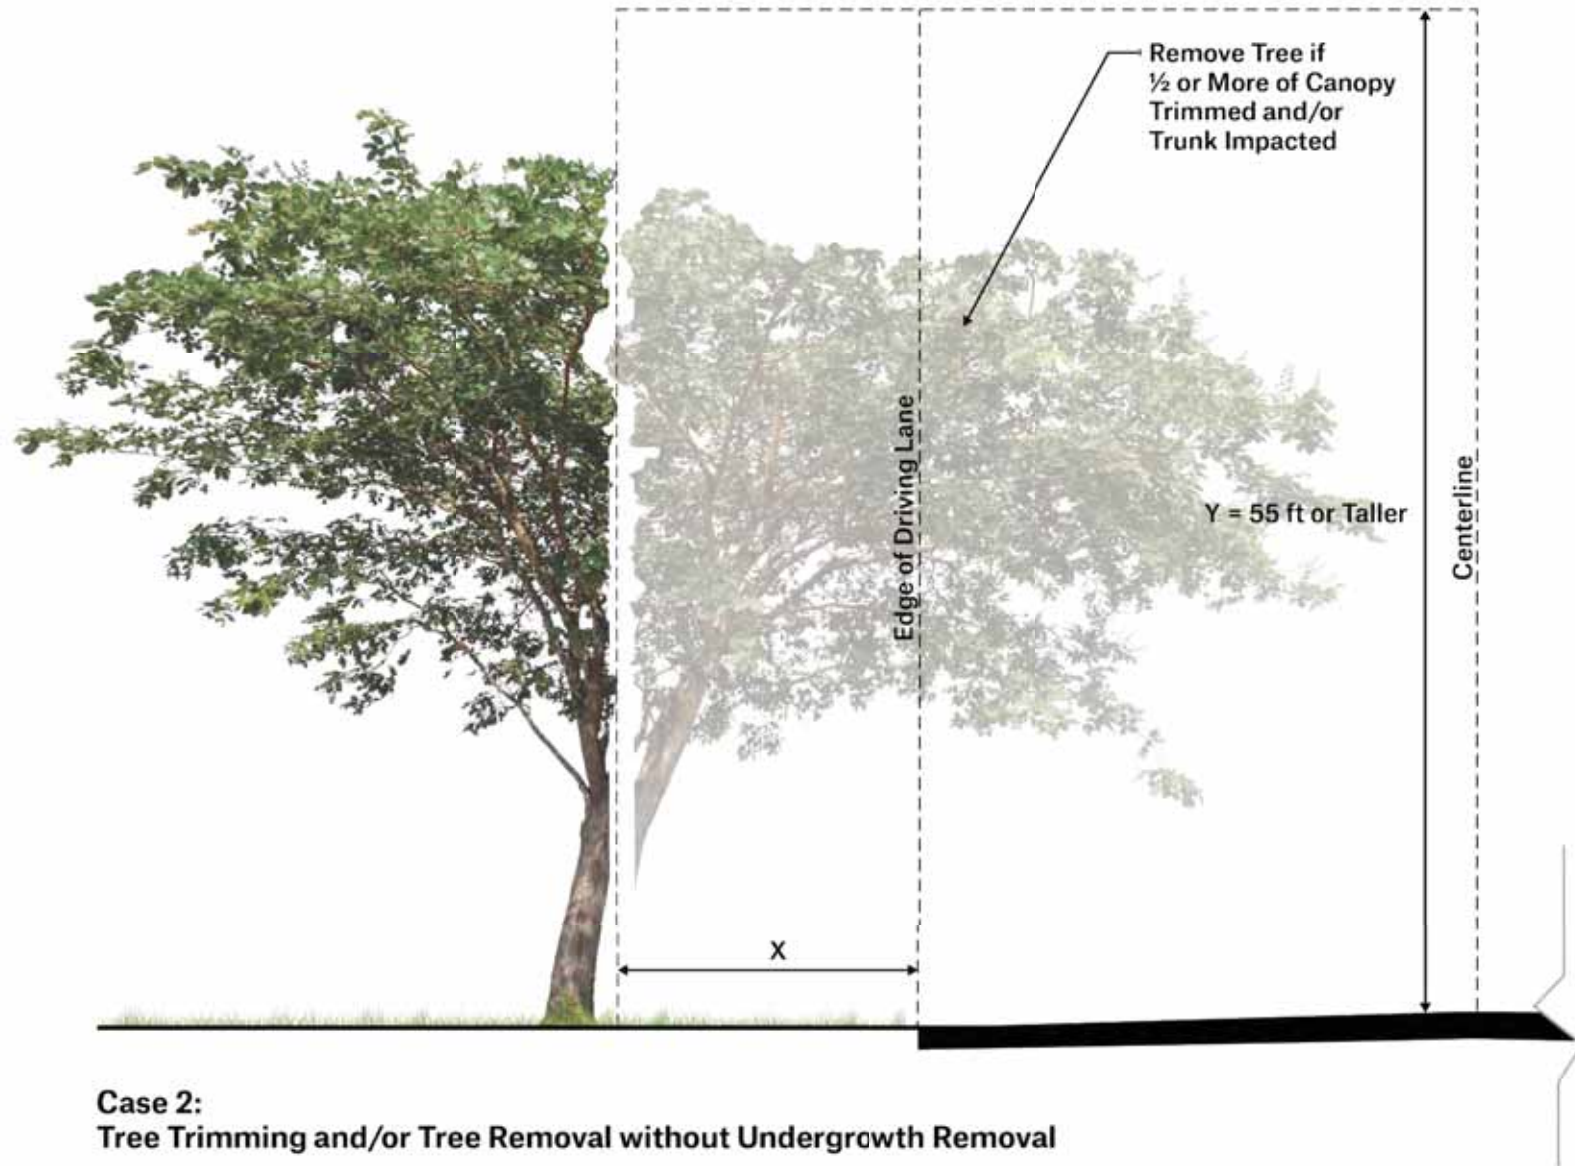 Remove Tree if
½ or More of Canopy
Trimmed and/or
Trunk Impacted
Edge of Driving Lane
Y = 55 ft or Taller
Centerline
X
Case 2:
Tree Trimming and/or Tree Removal without Undergrowth Removal